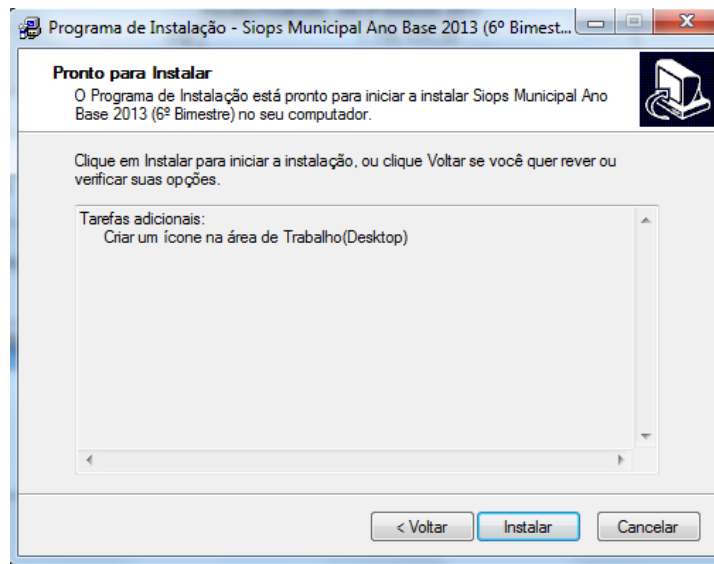 Programa de Instalação - Siops Municipal Ano Base 2013 (6º Bimest...
Pronto para Instalar
O Programa de Instalação está pronto para iniciar a instalar Siops Municipal Ano
Base 2013 (6º Bimestre) no seu computador.
Clique em Instalar para iniciar a instalação, ou clique Voltar se você quer rever ou
verificar suas opções.
Tarefas adicionais:
Criar um ícone na área de Trabalho(Desktop)
< Voltar
Instalar
Cancelar